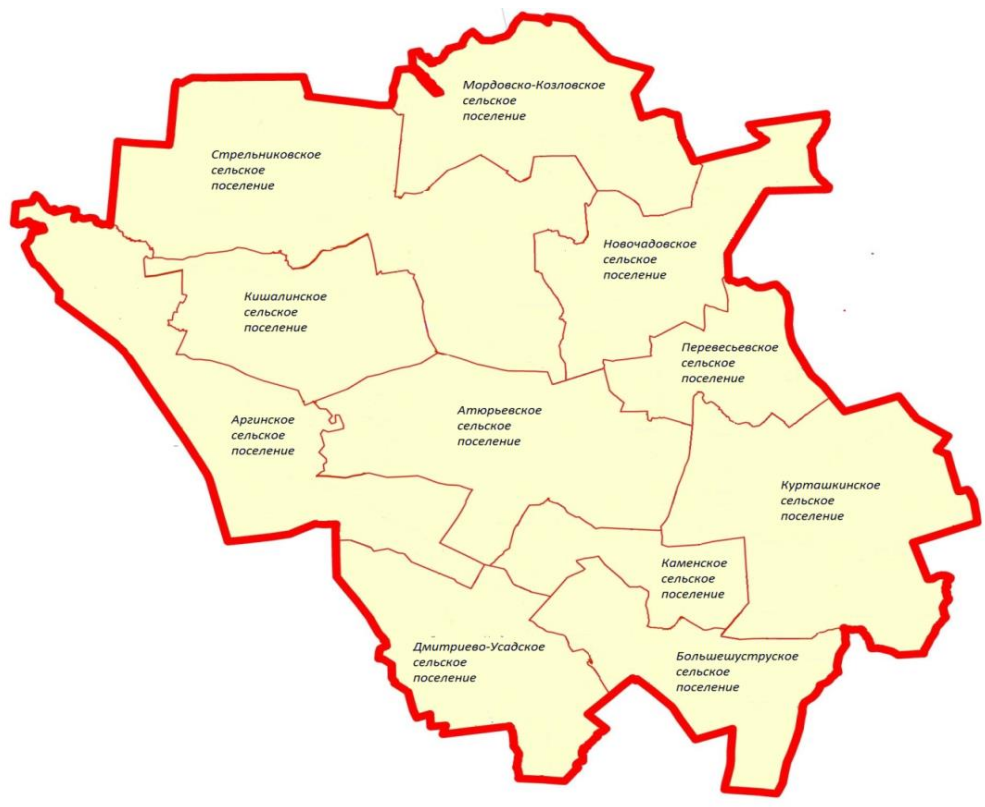 Мордовско-Козловское
сельское
поселение
Стрельниковское
сельское
поселение
Новочадовское
сельское
поселение
Кишалинское
сельское
поселение
Перевесьевское
сельское
поселение
Аргинское
сельское
поселение
Атюрьевское
сельское
поселение
Курташкинское
сельское
поселение
Каменское
сельское
поселение
Дмитриево-Усадское
сельское
поселение
Большешуструское
сельское
поселение